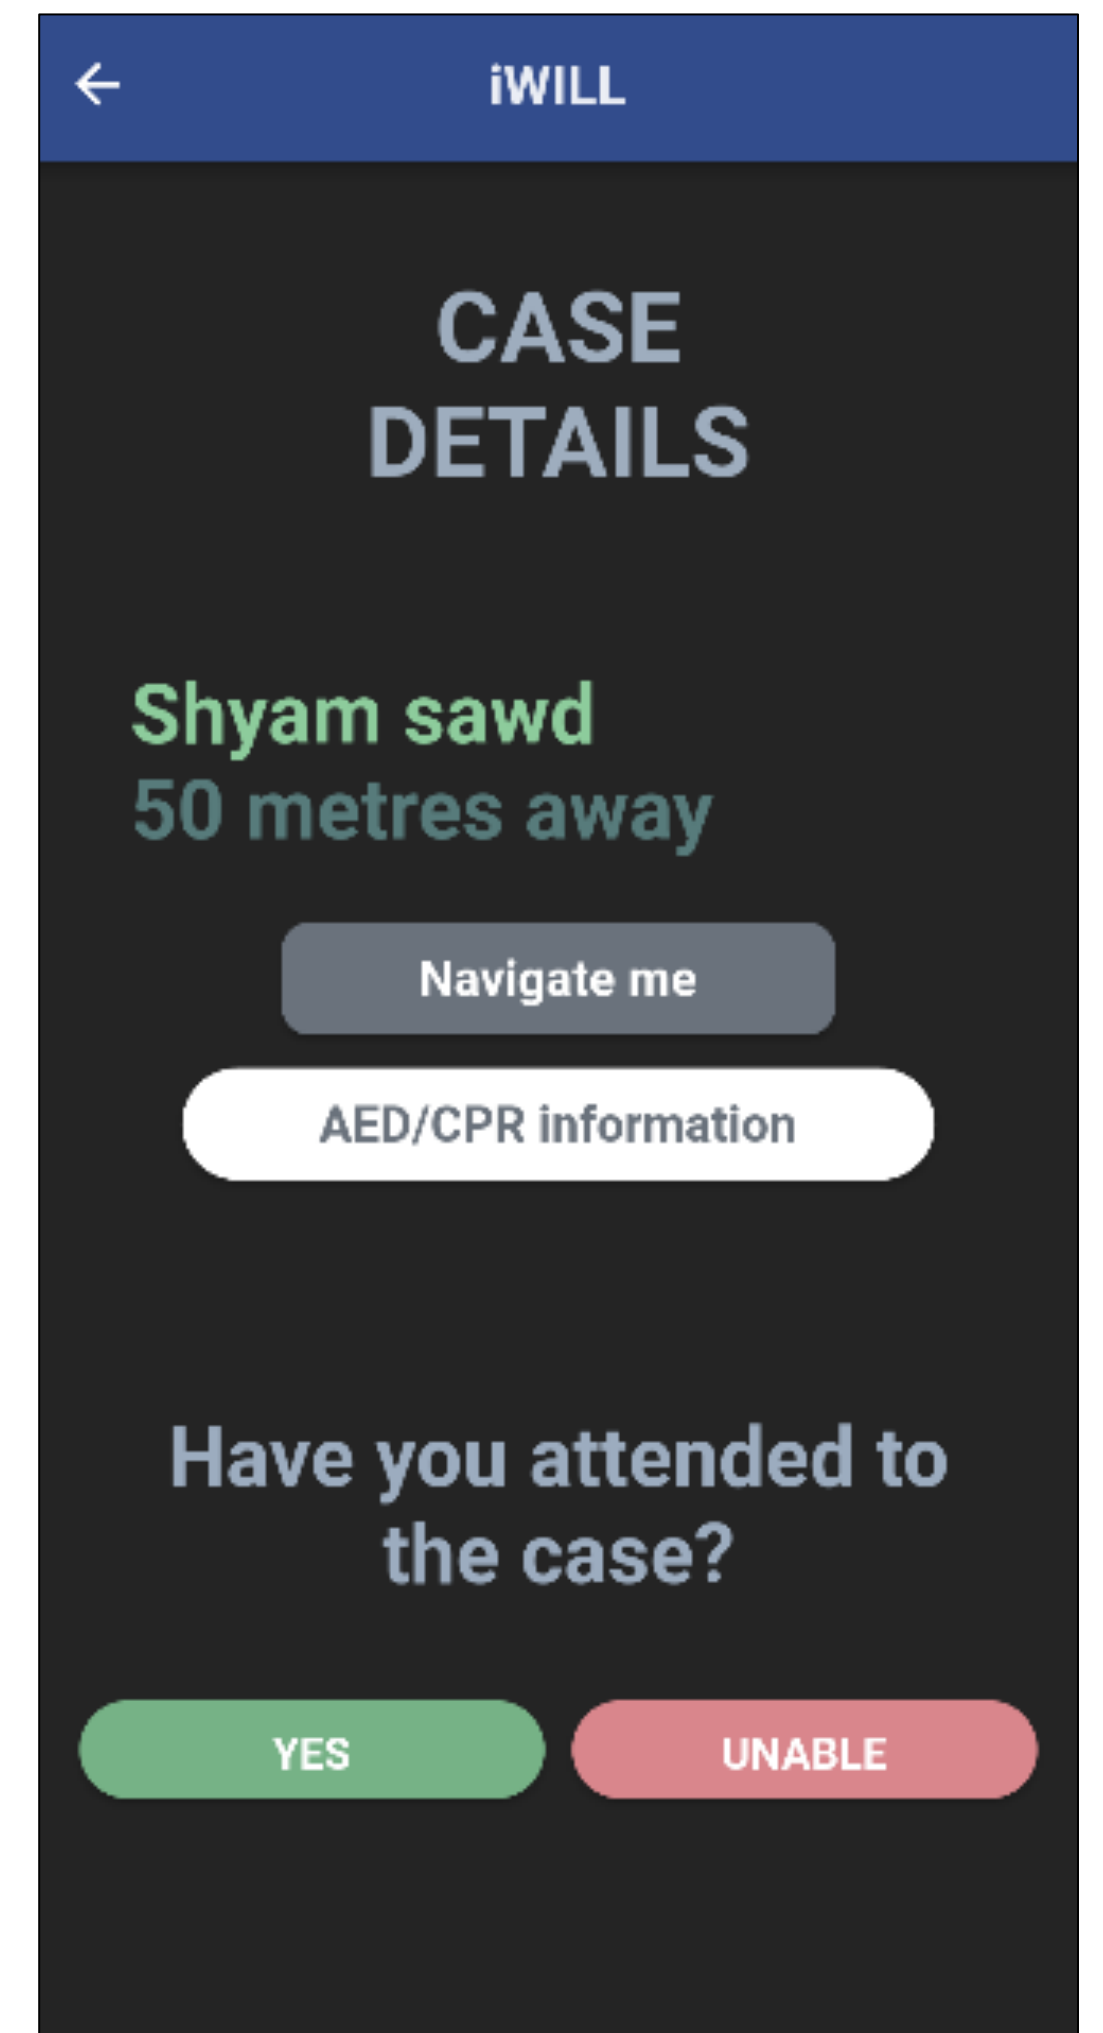 iWILL
CASE
DETAILS
Shyam sawd
50 metres away
Navigate me
AED/CPR information
Have you attended to
the case?
YES
UNABLE